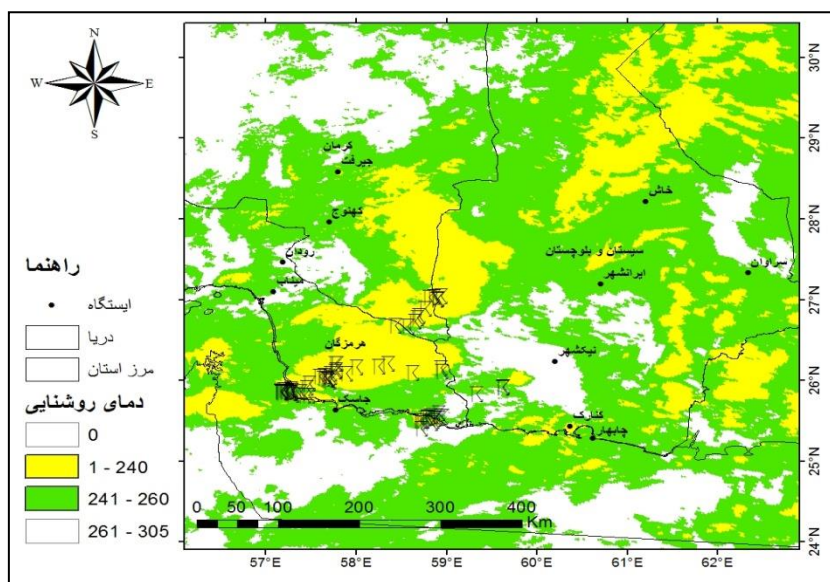 N
W E
S
30°N
29°N
28°N
27°N
26°N
25°N
24°N
کرمان
جیرفت
کهنوج
رودان
میناب
هرمزگان
جاسک
خاش
سیستان و بلوچستان
ایرانشهر
سراوان
نیکشهر
کنارک
چابهار
راهنما
ایستگاه
دریا
مرز استان
دمای روشنایی
0
1 - 240
241 - 260
261 - 305
0 50 100 200 300 400
Km
57°E 58°E 59°E 60°E 61°E 62°E